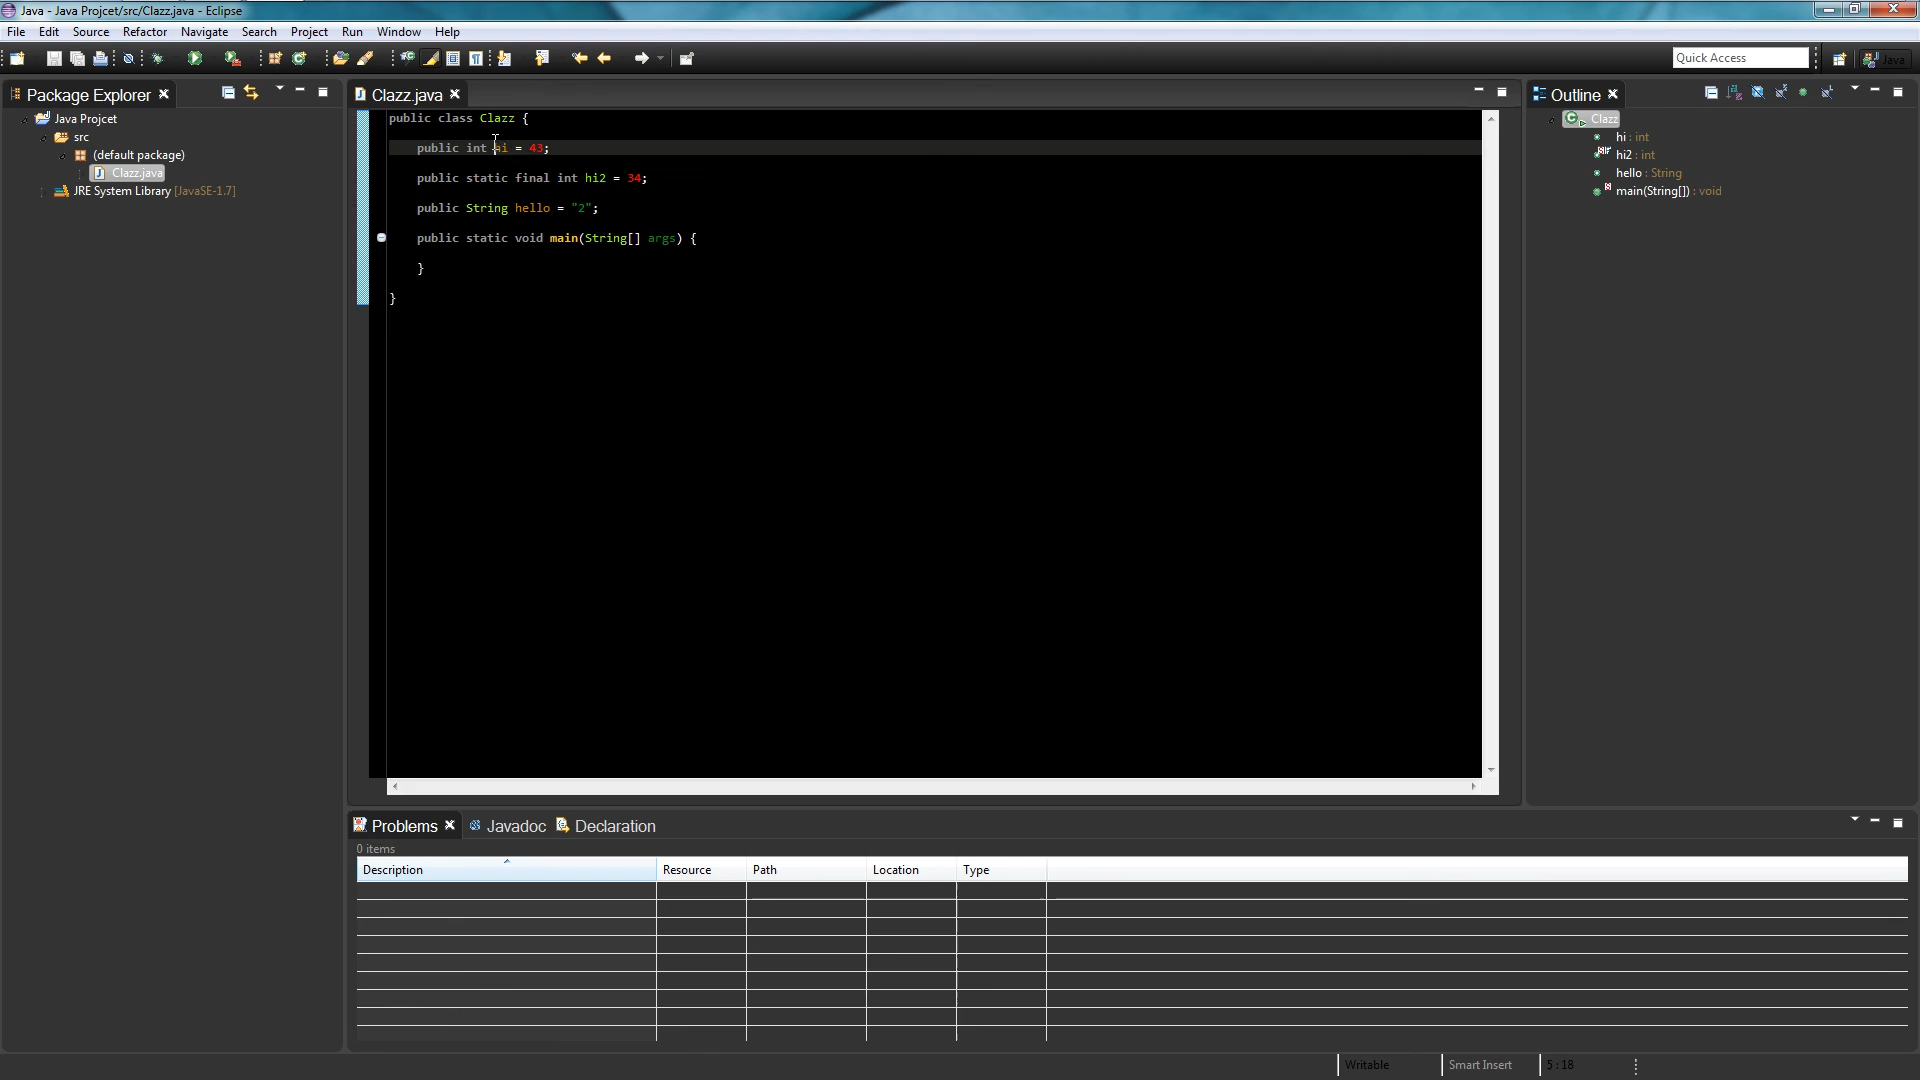 Java - Java Projcet/src/Clazz.java - Eclipse
File Edit Source Refactor Navigate Search Project Run Window Help
Quick Access
Java
Package Explorer
Java Projcet
src
(default package)
Clazz.java
JRE System Library [JavaSE-1.7]
Clazz.java
public class Clazz {
public int hi = 43;
public static final int hi2 = 34;
public String hello = "2";
public static void main(String[] args) {
}
}
Outline
Clazz
hi : int
hi2 : int
hello : String
main(String[]) : void
Problems Javadoc Declaration
0 items
Description Resource Path Location Type
Writable Smart Insert 5 : 18